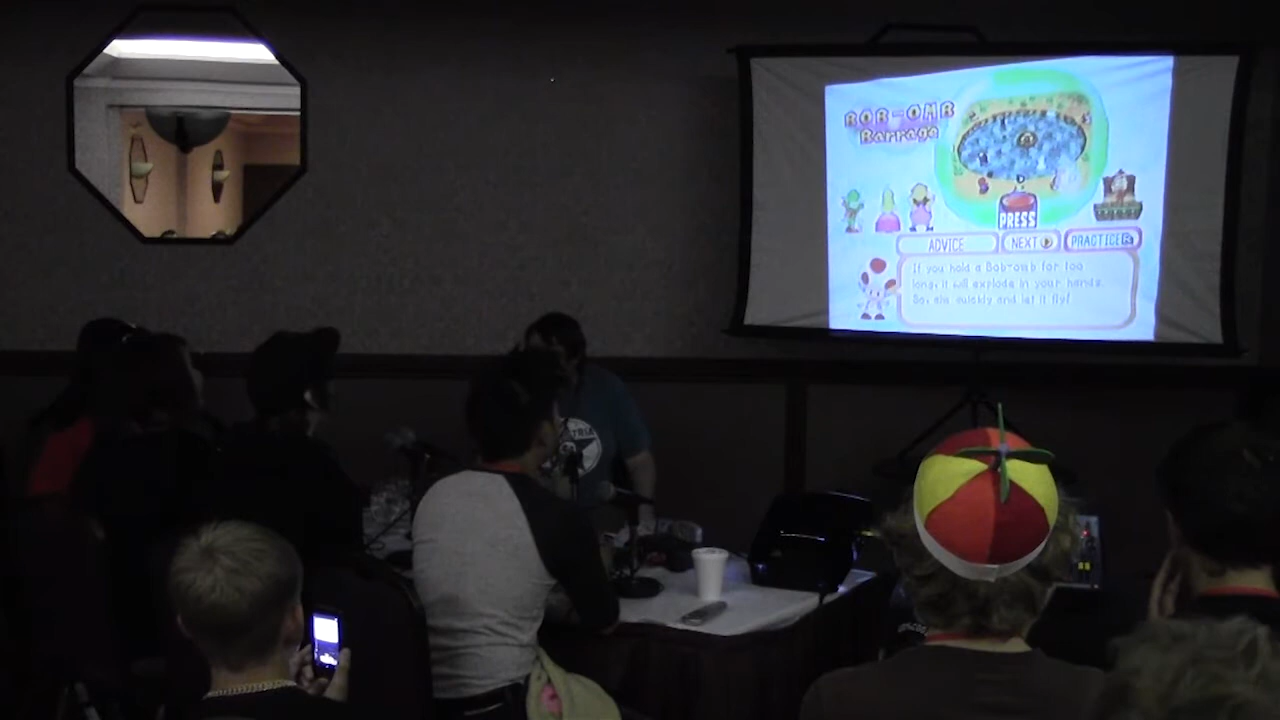 BOB-OMB
Barrage
PRESS
ADVICE
NEXT
PRACTICE
If you hold a Bob-omb for too
long, it will explode in your hands.
So, aim quickly and let it fly!